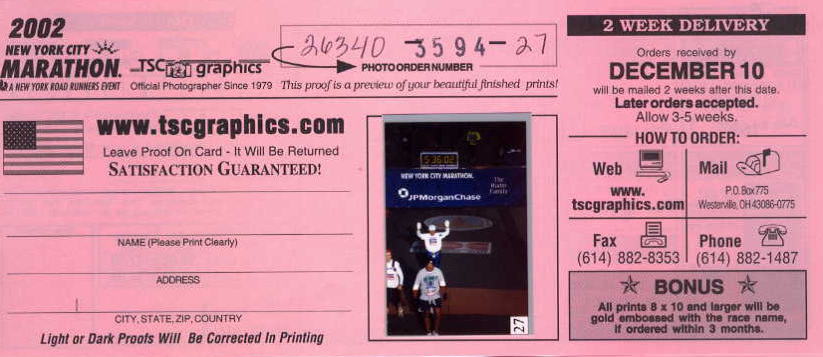 2002
NEW YORK CITY
MARATHON.
A NEW YORK ROAD RUNNERS EVENT
TSC graphics
Official Photographer Since 1979
26340 -3594-27
PHOTO ORDER NUMBER
This proof is a preview of your beautiful finished prints!
www.tscgraphics.com
Leave Proof On Card - It Will Be Returned
SATISFACTION GUARANTEED!
NAME (Please Print Clearly)
ADDRESS
CITY, STATE, ZIP, COUNTRY
Light or Dark Proofs Will Be Corrected In Printing
5:36:02
NEW YORK CITY MARATHON.
The
Rudin
Family
JPMorganChase
27
2 WEEK DELIVERY
Orders received by
DECEMBER 10
will be mailed 2 weeks after this date.
Later orders accepted.
Allow 3-5 weeks.
HOW TO ORDER:
Web
www.
tscgraphics.com
Mail
P.O. Box 775
Westerville, OH 43086-0775
Fax
(614) 882-8353
Phone
(614) 882-1487
BONUS
All prints 8 x 10 and larger will be
gold embossed with the race name,
if ordered within 3 months.